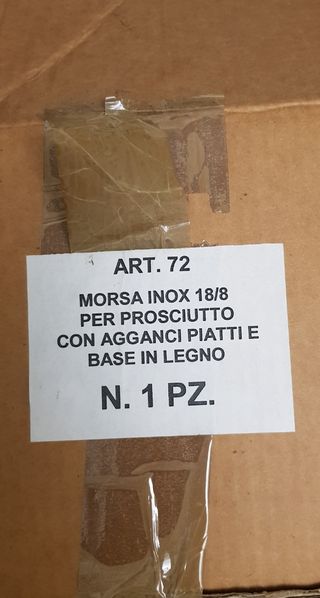 ART. 72
MORSA INOX 18/8
PER PROSCIUTTO
CON AGGANCI PIATTI E
BASE IN LEGNO
N. 1 PZ.